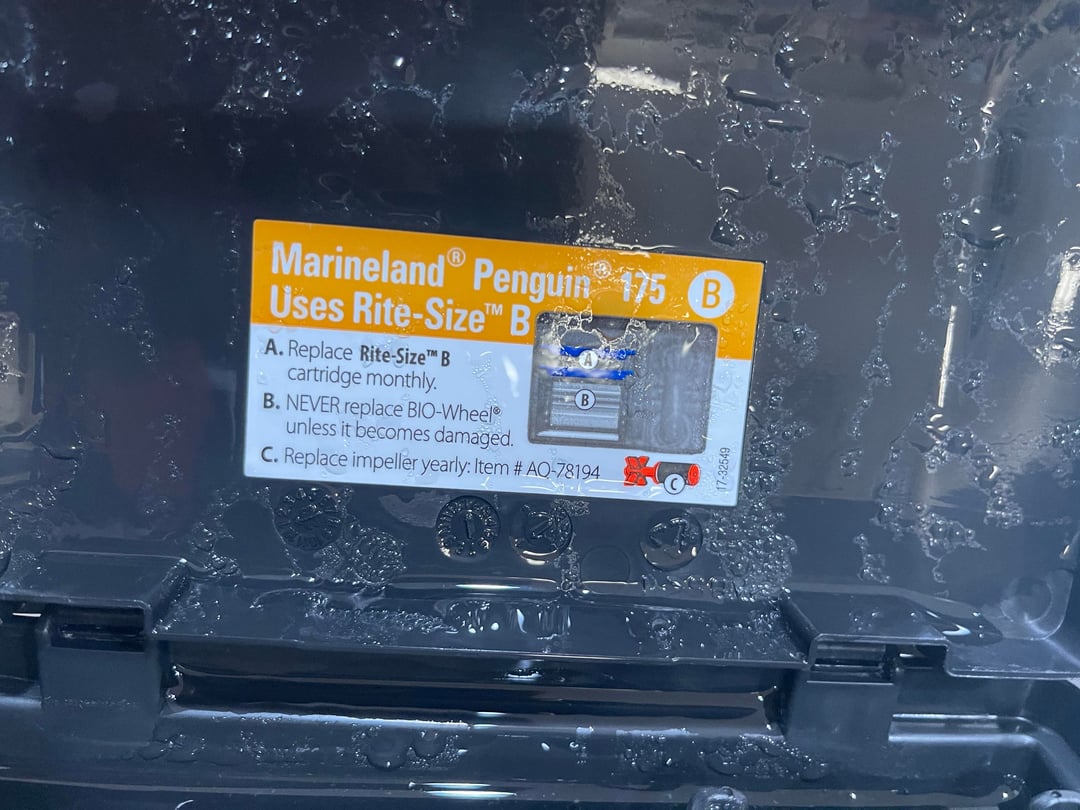 Marineland® Penguin® 175 B
Uses Rite-Size™ B
A. Replace Rite-Size™ B
cartridge monthly.
B. NEVER replace BIO-Wheel®
unless it becomes damaged.
C. Replace impeller yearly: Item # AQ-78194
A
B
C
17-32549